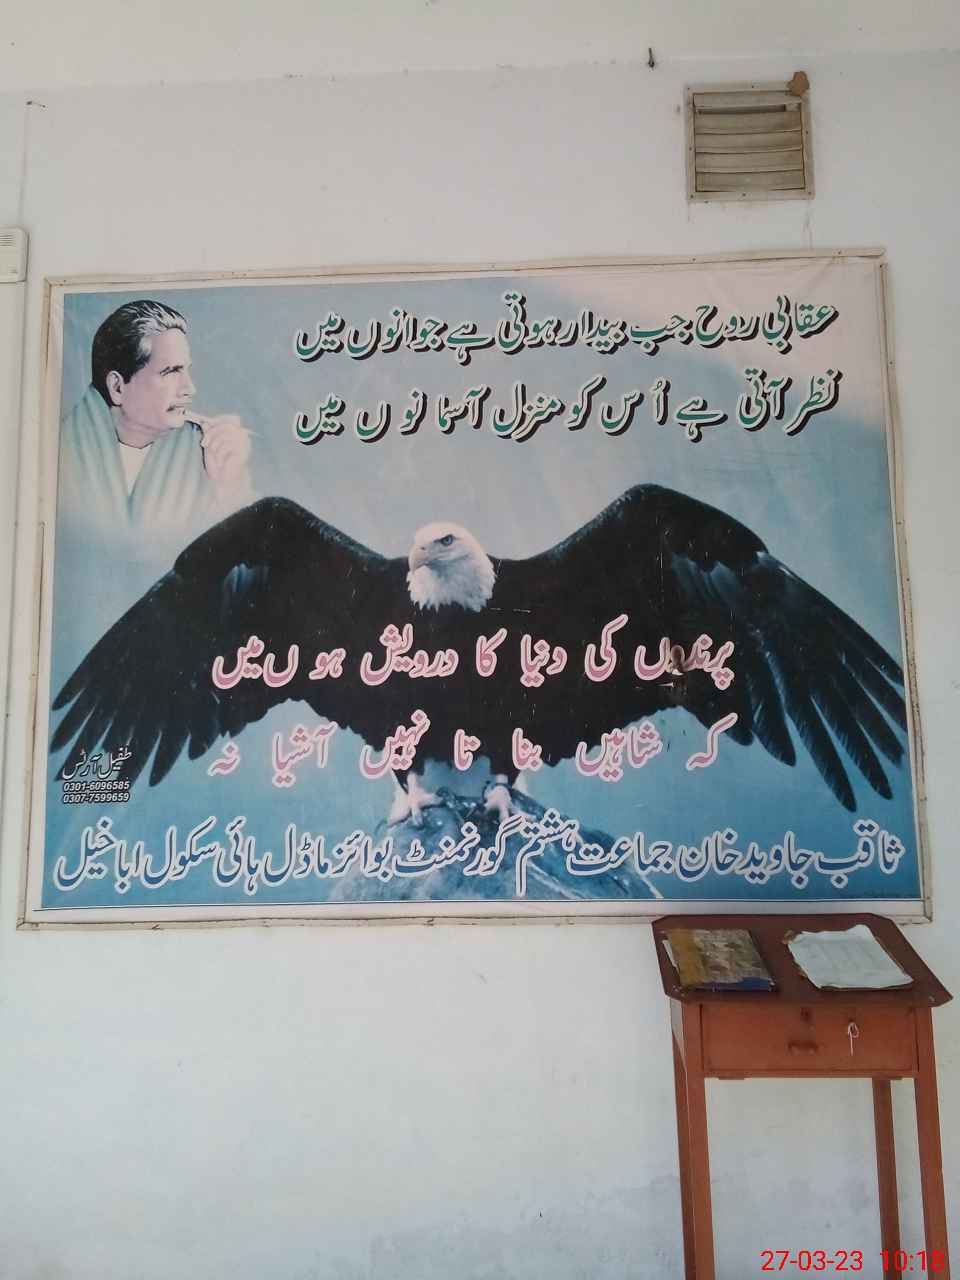 عقابی روح جب بیدار ہوتی ہے جوانوں میں
نظر آتی ہے اُس کو منزل آسمانوں میں
پرندوں کی دنیا کا درویش ہوں میں
کہ شاہیں بناتا نہیں آشیانہ
طفیل آرٹس
0301-6096585
0307-7599659
ثاقب جاوید خان جماعت ہشتم گورنمنٹ بوائز ماڈل ہائی سکول اباخیل
27-03-23 10:18